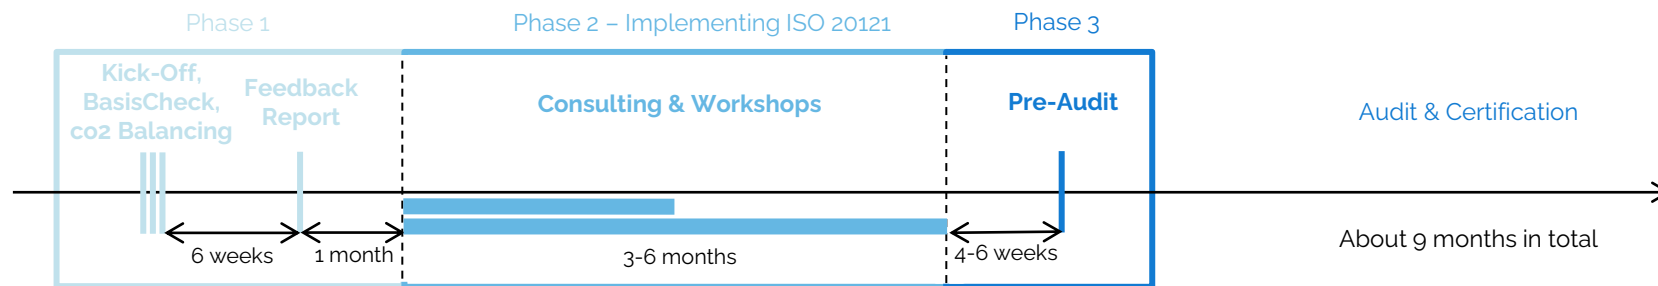 Phase 1
Phase 2 – Implementing ISO 20121
Phase 3
Kick-Off,
BasisCheck,
co2 Balancing
Feedback
Report
Consulting & Workshops
Pre-Audit
Audit & Certification
6 weeks
1 month
3-6 months
4-6 weeks
About 9 months in total